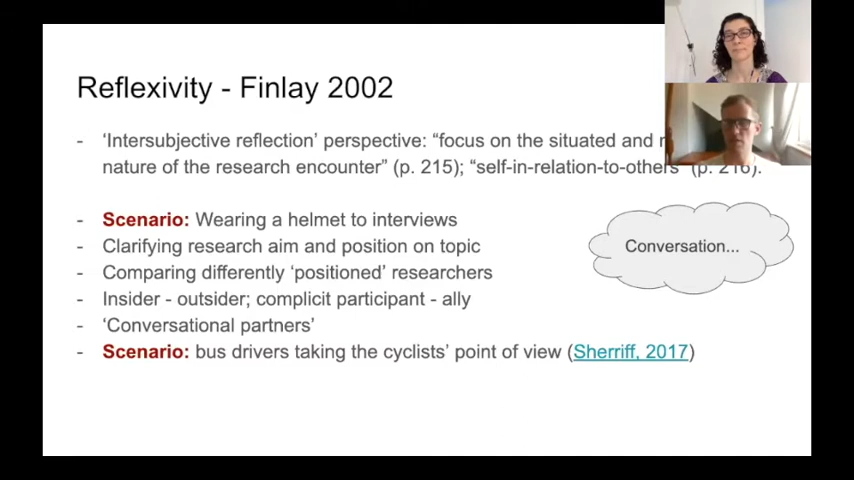 Reflexivity - Finlay 2002
- ‘Intersubjective reflection’ perspective: “focus on the situated and
nature of the research encounter” (p. 215); “self-in-relation-to-others” (p. 216).
- Scenario: Wearing a helmet to interviews
- Clarifying research aim and position on topic
- Comparing differently ‘positioned’ researchers
- Insider - outsider; complicit participant - ally
- ‘Conversational partners’
- Scenario: bus drivers taking the cyclists’ point of view (Sherriff, 2017)
Conversation...